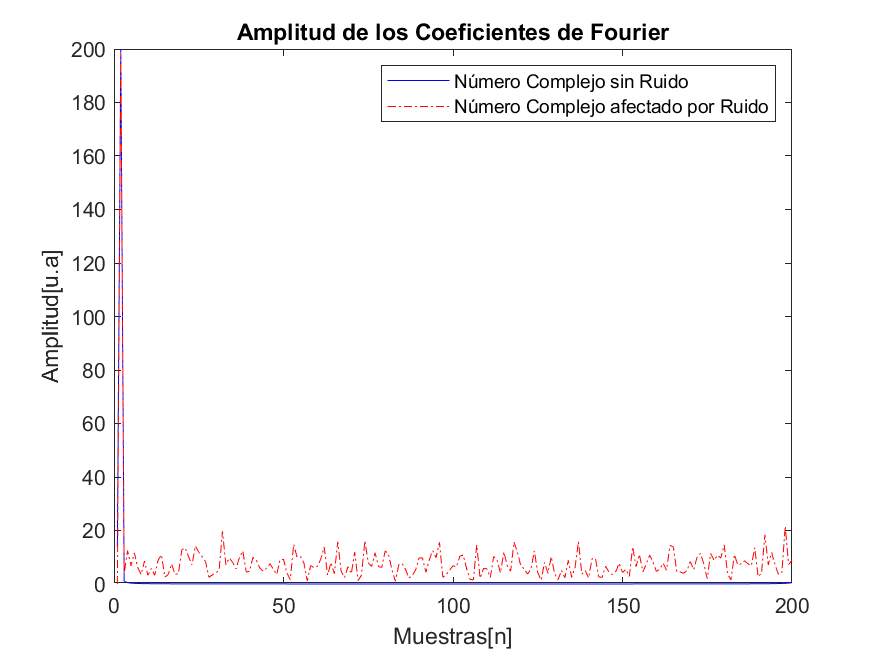 Amplitud de los Coeficientes de Fourier
200
180
160
140
120
100
80
60
40
20
0
Amplitud[u.a]
Número Complejo sin Ruido
Número Complejo afectado por Ruido
0 50 100 150 200
Muestras[n]